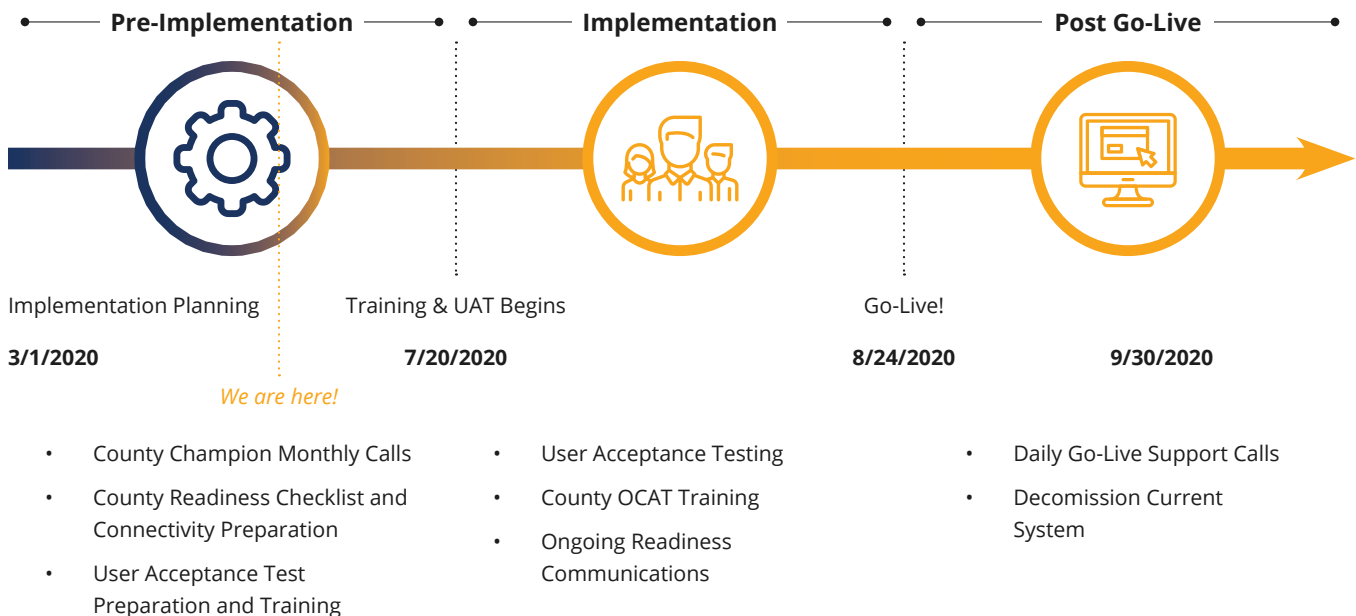 Pre-Implementation
Implementation
Post Go-Live
Implementation Planning
Training & UAT Begins
Go-Live!
3/1/2020
7/20/2020
8/24/2020
9/30/2020
We are here!
• County Champion Monthly Calls
• County Readiness Checklist and
Connectivity Preparation
• User Acceptance Test
Preparation and Training
• User Acceptance Testing
• County OCAT Training
• Ongoing Readiness
Communications
• Daily Go-Live Support Calls
• Decomission Current
System